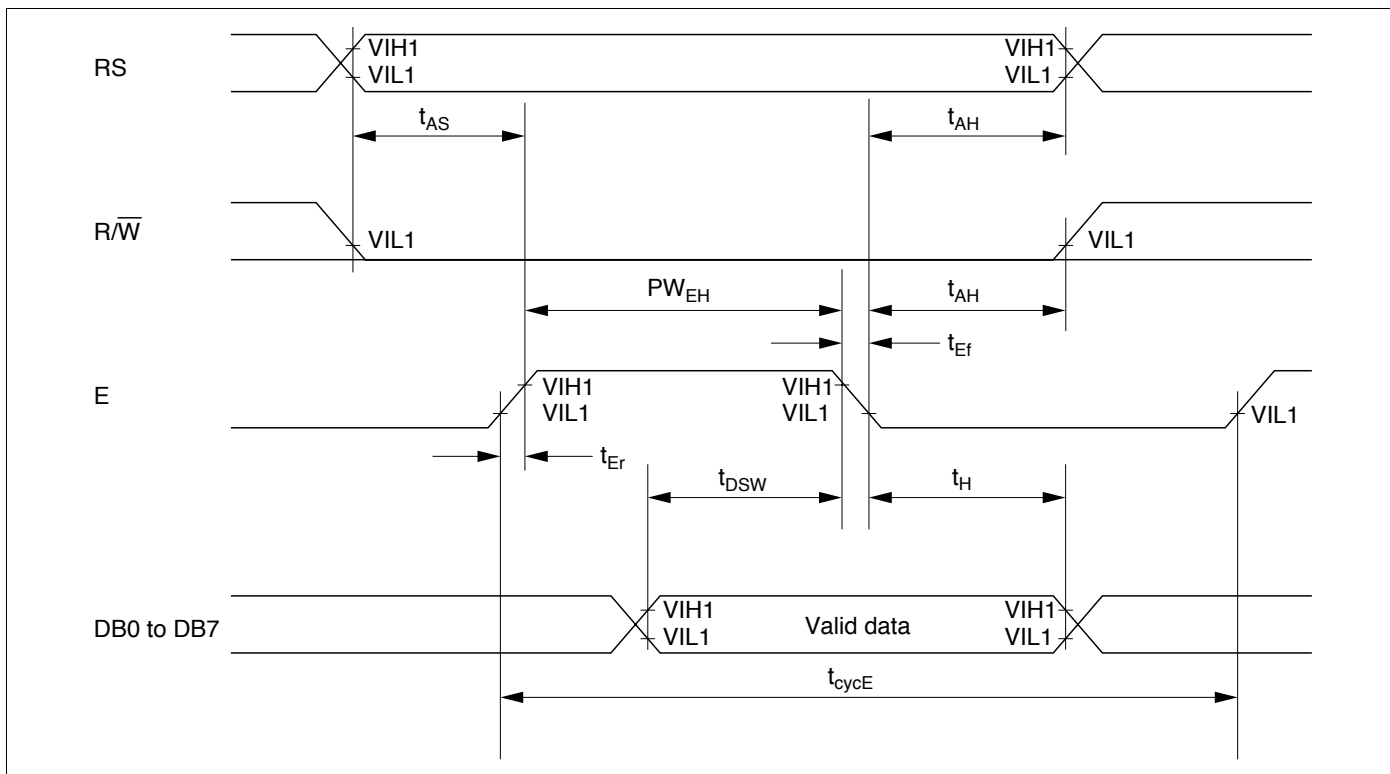 RS
VIH1
VIL1
VIH1
VIL1
tAS
tAH
R/W̅
VIL1
VIL1
PWEH
tAH
tEf
E
VIH1
VIL1
VIH1
VIL1
VIL1
tEr
tDSW
tH
DB0 to DB7
VIH1
VIL1
Valid data
VIH1
VIL1
tcycE